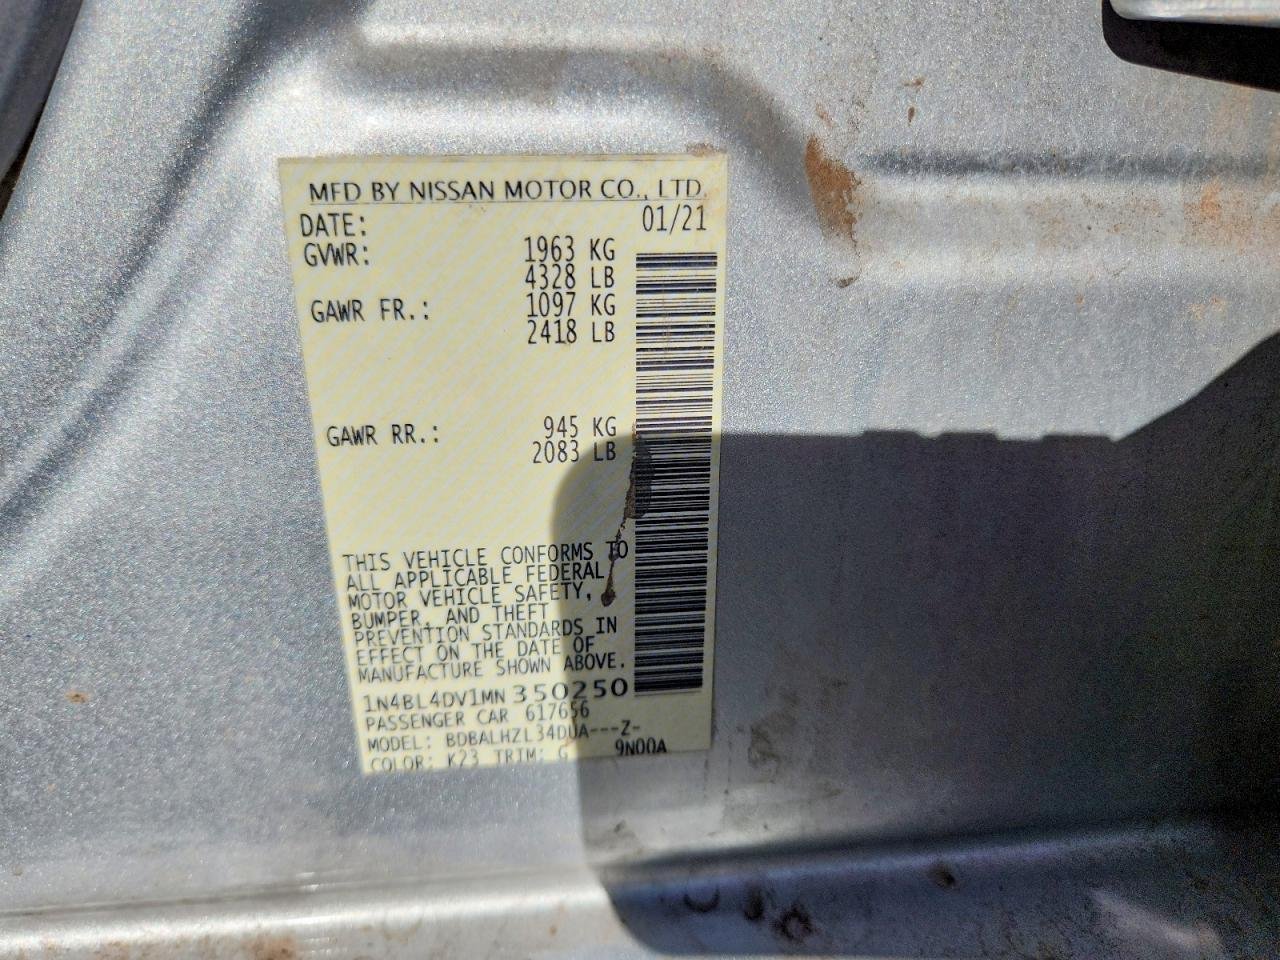 MFD BY NISSAN MOTOR CO., LTD.
DATE: 01/21
GVWR: 1963 KG
4328 LB
GAWR FR.: 1097 KG
2418 LB
GAWR RR.: 945 KG
2083 LB
THIS VEHICLE CONFORMS TO
ALL APPLICABLE FEDERAL
MOTOR VEHICLE SAFETY,
BUMPER, AND THEFT
PREVENTION STANDARDS IN
EFFECT ON THE DATE OF
MANUFACTURE SHOWN ABOVE.
1N4BL4DV1MN350250
PASSENGER CAR 617656
MODEL: BDBALHZL34DUA---Z-
9N00A
COLOR: K23 TRIM: G